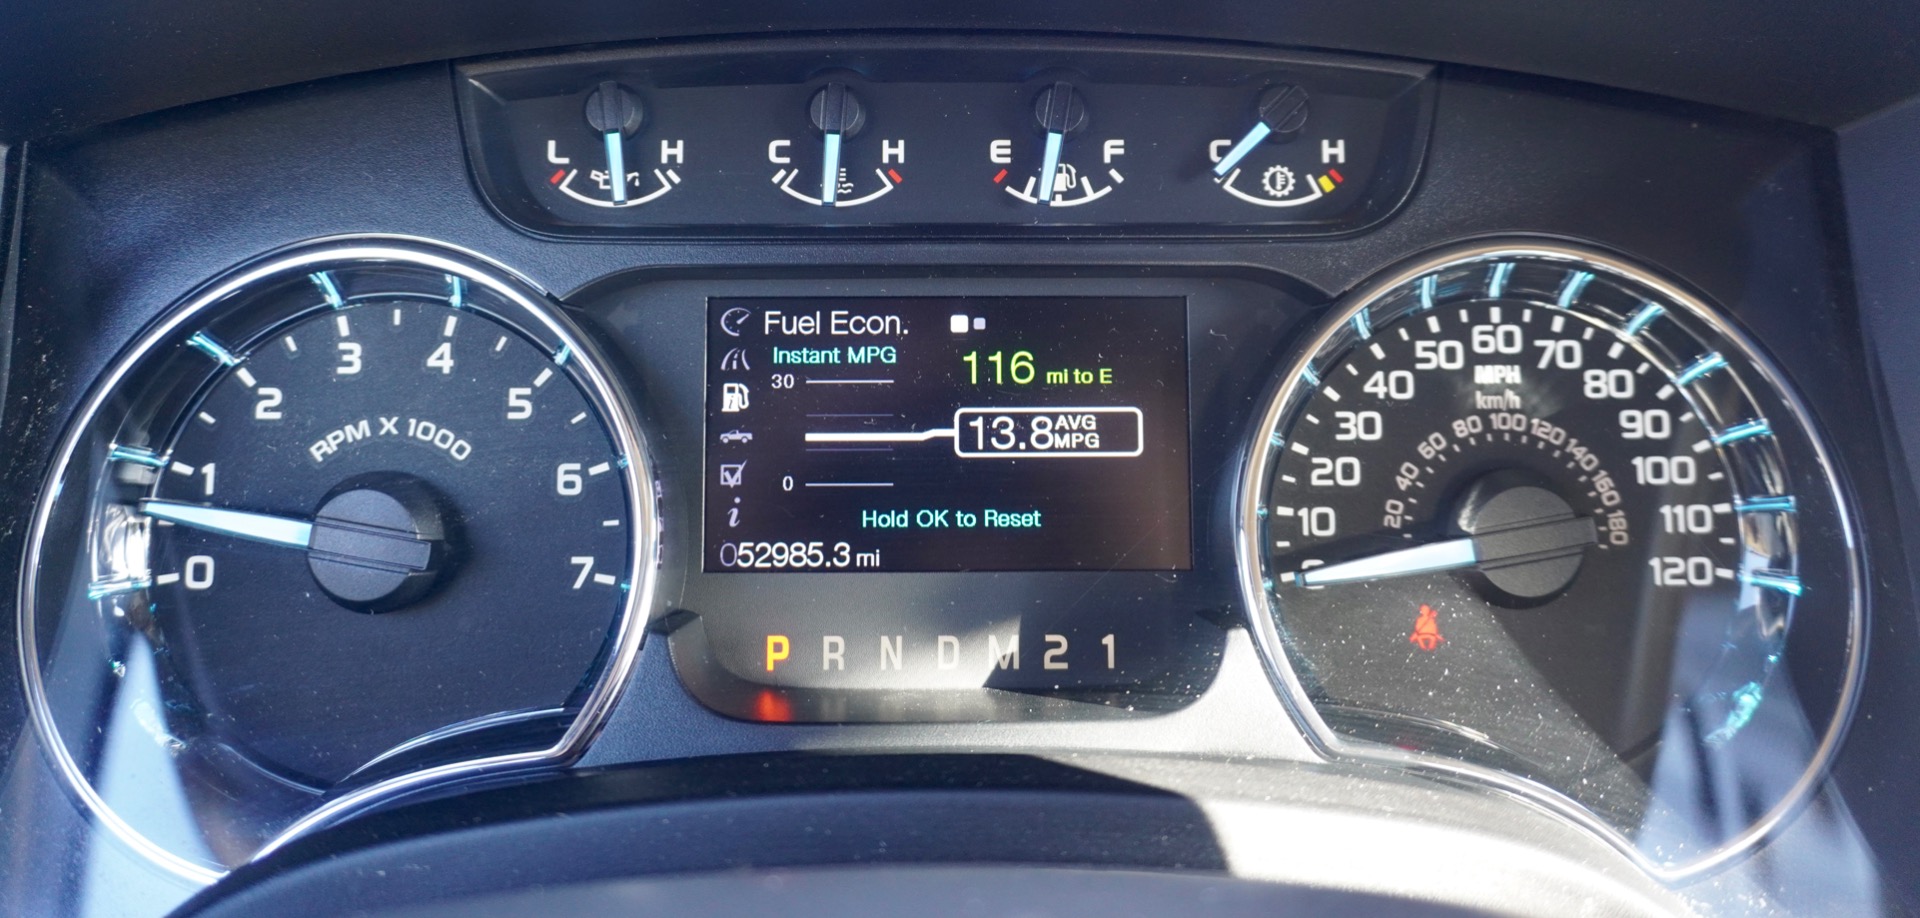 L H
C H
E F
C H
Fuel Econ.
Instant MPG
30
116 mi to E
13.8 AVG MPG
0
Hold OK to Reset
052985.3 mi
P R N D M 2 1
0 1 2 3 4 5 6 7
RPM X 1000
10 20 30 40 50 60 70 80 90 100 110 120
MPH
km/h
20 40 60 80 100 120 140 160 180